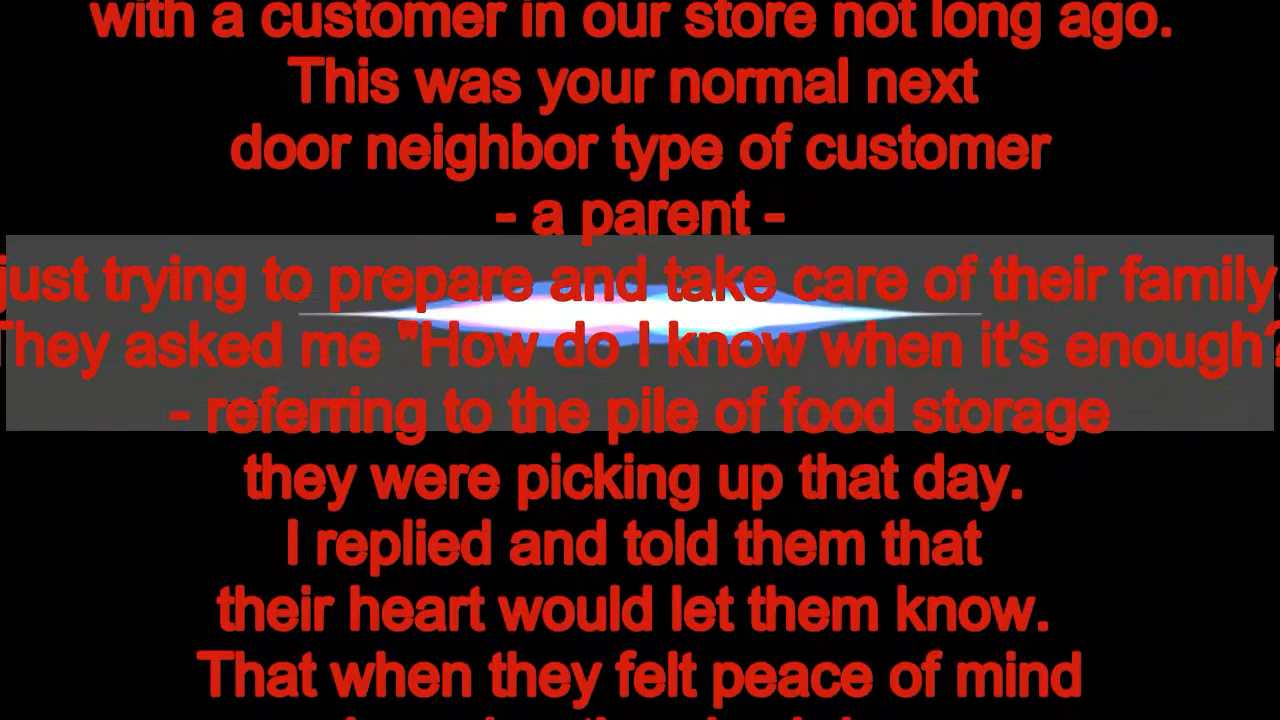 with a customer in our store not long ago.
This was your normal next
door neighbor type of customer
- a parent -
just trying to prepare and take care of their family
They asked me "How do I know when it's enough?
- referring to the pile of food storage
they were picking up that day.
I replied and told them that
their heart would let them know.
That when they felt peace of mind